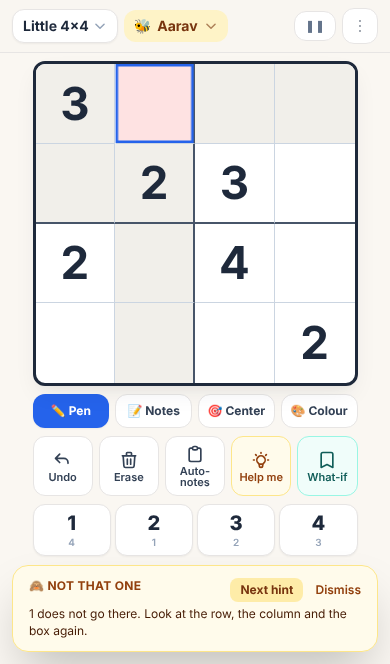 Little 4×4
🐝 Aarav
3
2 3
2 4
2
✏️ Pen
📝 Notes
🎯 Center
🎨 Colour
Undo
Erase
Auto-
notes
Help me
What-if
1 2 3 4
4 1 2 3
🙈 NOT THAT ONE
Next hint
Dismiss
1 does not go there. Look at the row, the column and the
box again.